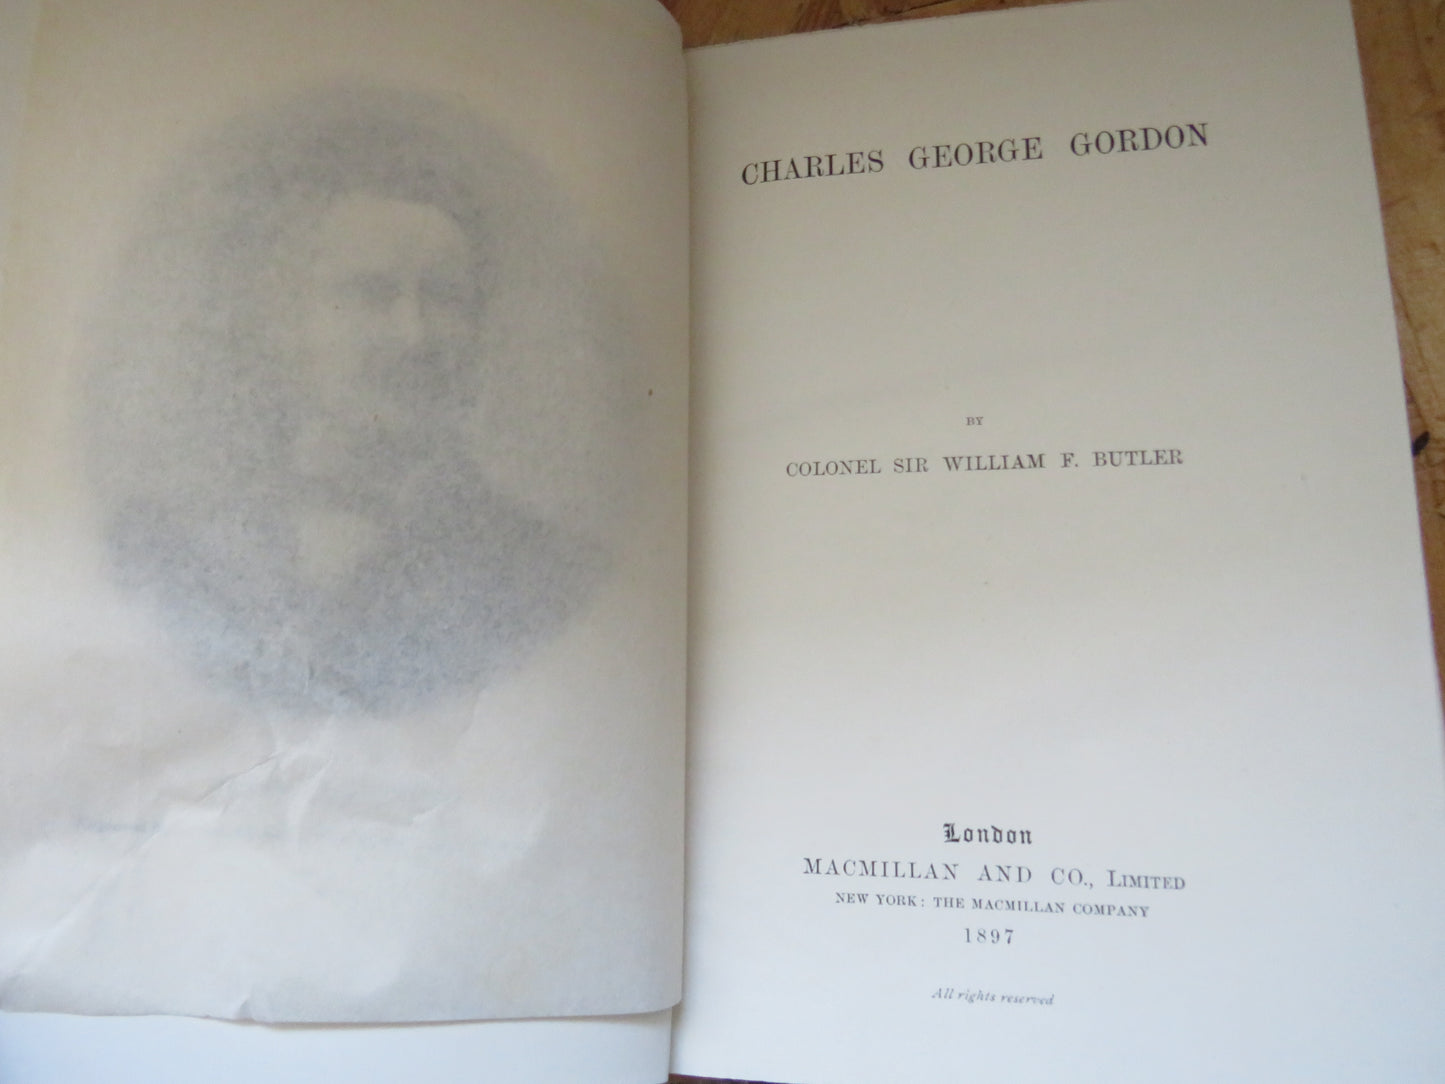 CHARLES GEORGE GORDON
BY
COLONEL SIR WILLIAM F. BUTLER
London
MACMILLAN AND CO., LIMITED
NEW YORK: THE MACMILLAN COMPANY
1897
All rights reserved